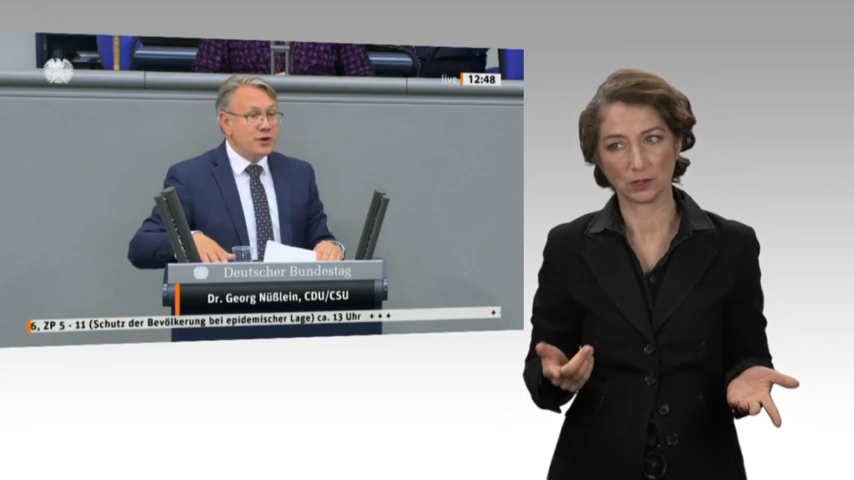 live 12:48
Deutscher Bundestag
Dr. Georg Nüßlein, CDU/CSU
6, ZP 5 - 11 (Schutz der Bevölkerung bei epidemischer Lage) ca. 13 Uhr +++ +